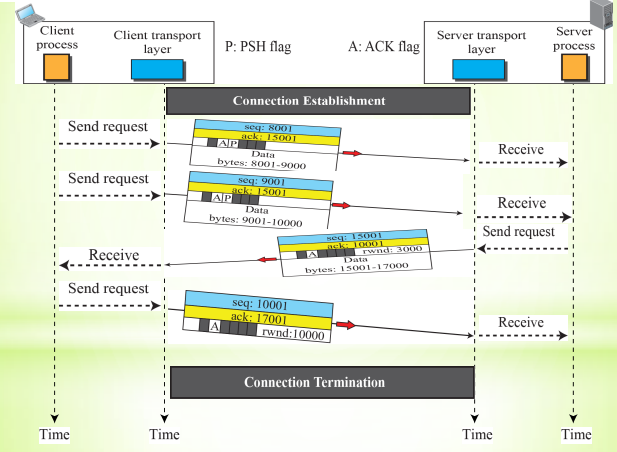 Client
process
Client transport
layer
P: PSH flag
A: ACK flag
Server transport
layer
Server
process
Connection Establishment
Send request
seq: 8001
ack: 15001
A P
Data
bytes: 8001-9000
Receive
Send request
seq: 9001
ack: 15001
A P
Data
bytes: 9001-10000
Receive
Send request
seq: 15001
ack: 10001
A
rwnd: 3000
Data
bytes: 15001-17000
Receive
Send request
seq: 10001
ack: 17001
A
rwnd:10000
Receive
Connection Termination
Time
Time
Time
Time